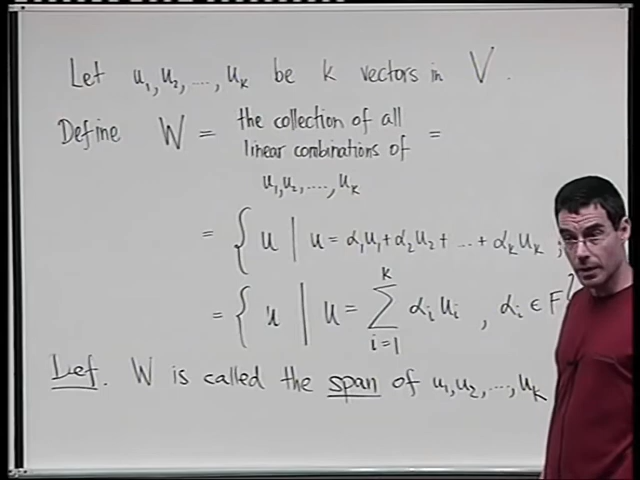 Let u₁, u₂, ..., uₖ be k vectors in V.
Define W = the collection of all linear combinations of u₁, u₂, ...., uₖ =
= { u | u = α₁u₁ + α₂u₂ + ... + αₖuₖ ;
= { u | u = ∑ᵢ₌₁ᵏ αᵢuᵢ , αᵢ ∈ F }
Def. W is called the span of u₁, u₂, ..., uₖ